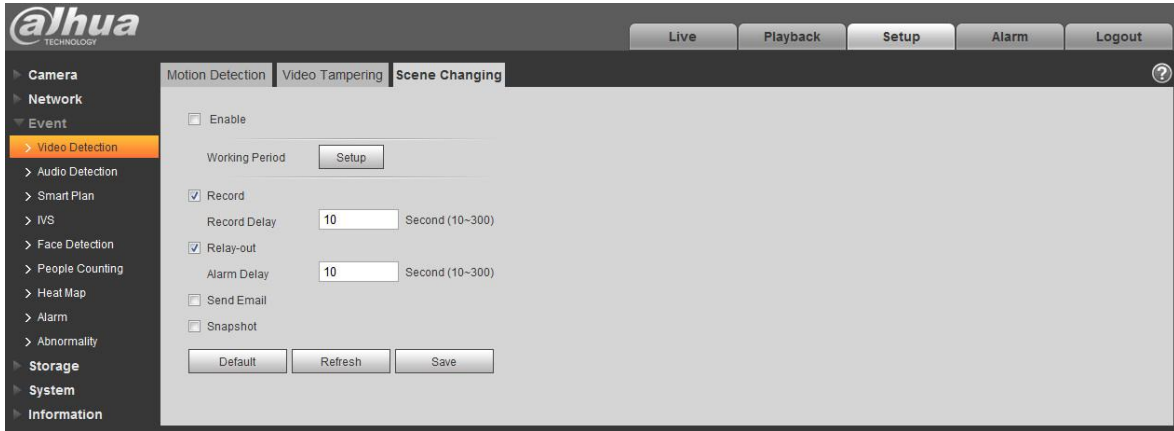 alhua
TECHNOLOGY
Live Playback Setup Alarm Logout
Camera
Network
Event
Video Detection
Audio Detection
Smart Plan
IVS
Face Detection
People Counting
Heat Map
Alarm
Abnormality
Storage
System
Information
Motion Detection Video Tampering Scene Changing
?
Enable
Working Period Setup
Record
Record Delay 10 Second (10~300)
Relay-out
Alarm Delay 10 Second (10~300)
Send Email
Snapshot
Default Refresh Save